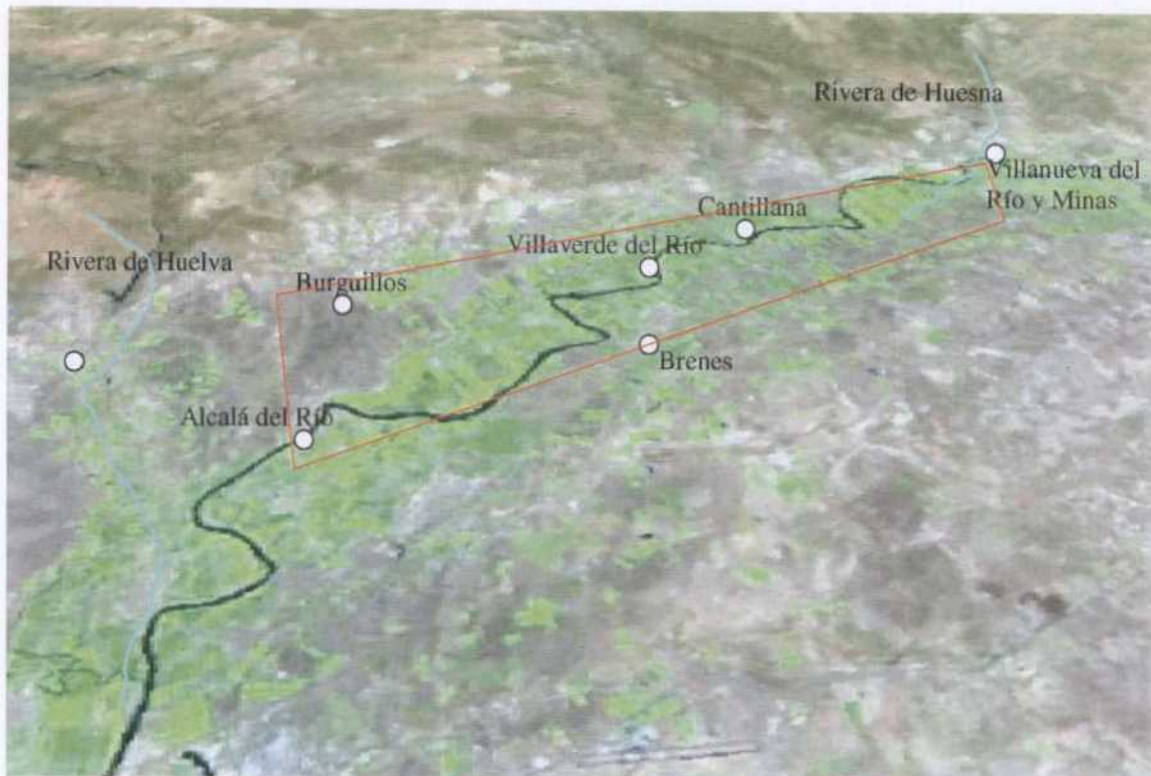 Rivera de Huesna
Villanueva del
Río y Minas
Cantillana
Villaverde del Río
Rivera de Huelva
Burguillos
Brenes
Alcalá del Río